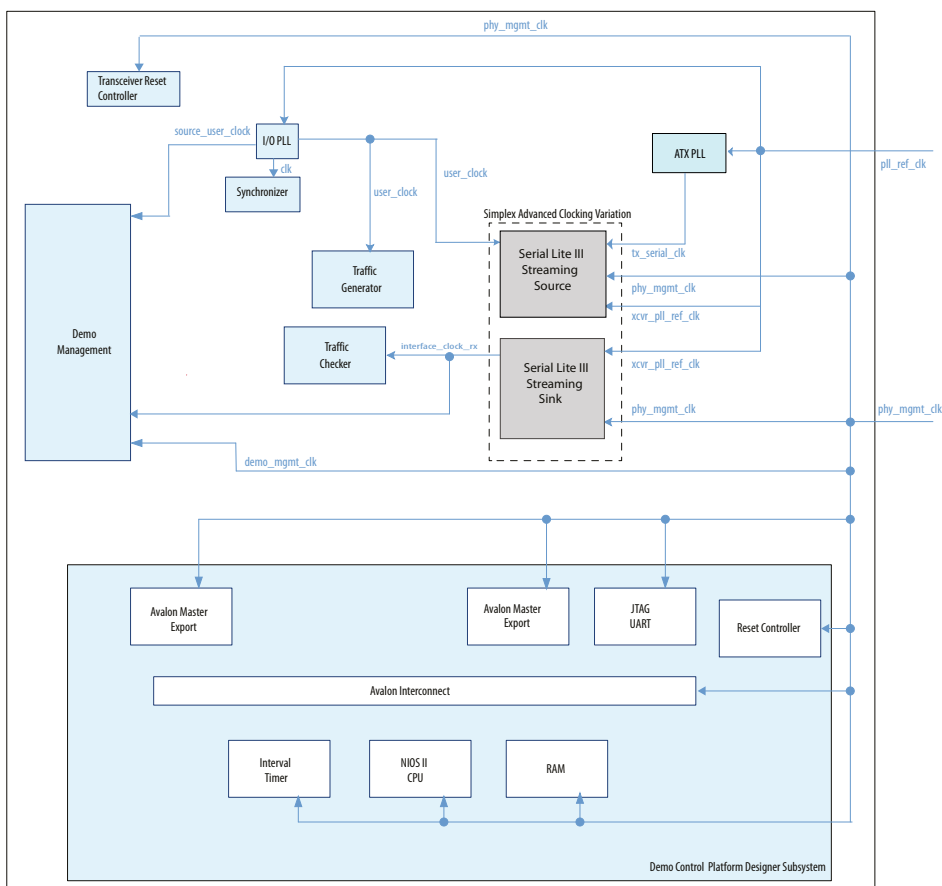 phy_mgmt_clk
Transceiver Reset
Controller
source_user_clock
I/O PLL
clk
Synchronizer
user_clock
user_clock
ATX PLL
pll_ref_clk
Simplex Advanced Clocking Variation
Serial Lite III
Streaming
Source
tx_serial_clk
phy_mgmt_clk
xcvr_pll_ref_clk
Traffic
Generator
Demo
Management
Traffic
Checker
interface_clock_rx
Serial Lite III
Streaming
Sink
xcvr_pll_ref_clk
phy_mgmt_clk
phy_mgmt_clk
demo_mgmt_clk
Avalon Master
Export
Avalon Master
Export
JTAG
UART
Reset Controller
Avalon Interconnect
Interval
Timer
NIOS II
CPU
RAM
Demo Control Platform Designer Subsystem